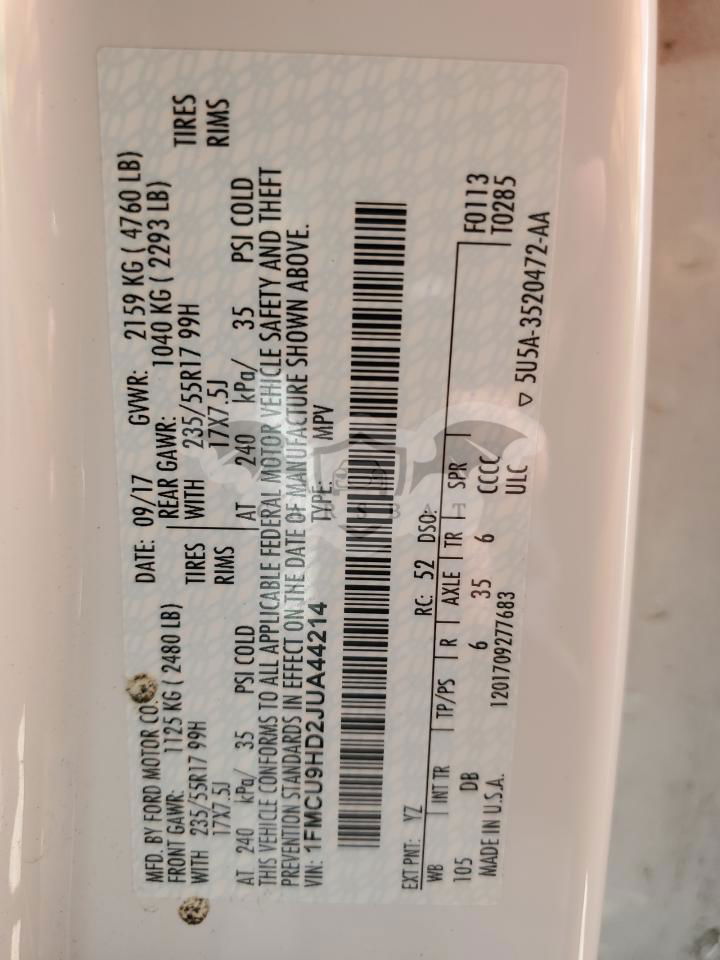 MFD. BY FORD MOTOR CO. DATE: 09/17 GVWR: 2159 KG ( 4760 LB)
FRONT GAWR: 1125 KG ( 2480 LB) REAR GAWR: 1040 KG ( 2293 LB)
WITH 235/55R17 99H TIRES WITH 235/55R17 99H TIRES
17X7.5J RIMS 17X7.5J RIMS
AT 240 kPa/ 35 PSI COLD AT 240 kPa/ 35 PSI COLD
THIS VEHICLE CONFORMS TO ALL APPLICABLE FEDERAL MOTOR VEHICLE SAFETY AND THEFT
PREVENTION STANDARDS IN EFFECT ON THE DATE OF MANUFACTURE SHOWN ABOVE.
VIN: 1FMCU9HD2JUA44214 TYPE: MPV
EXT PNT: YZ RC: 52 DSO:
WB INT TR TP/PS R AXLE TR SPR F0113
105 DB 6 35 6 CCCC T0285
MADE IN U.S.A. 1201709277683 ULC
▽ 5U5A-3520472-AA